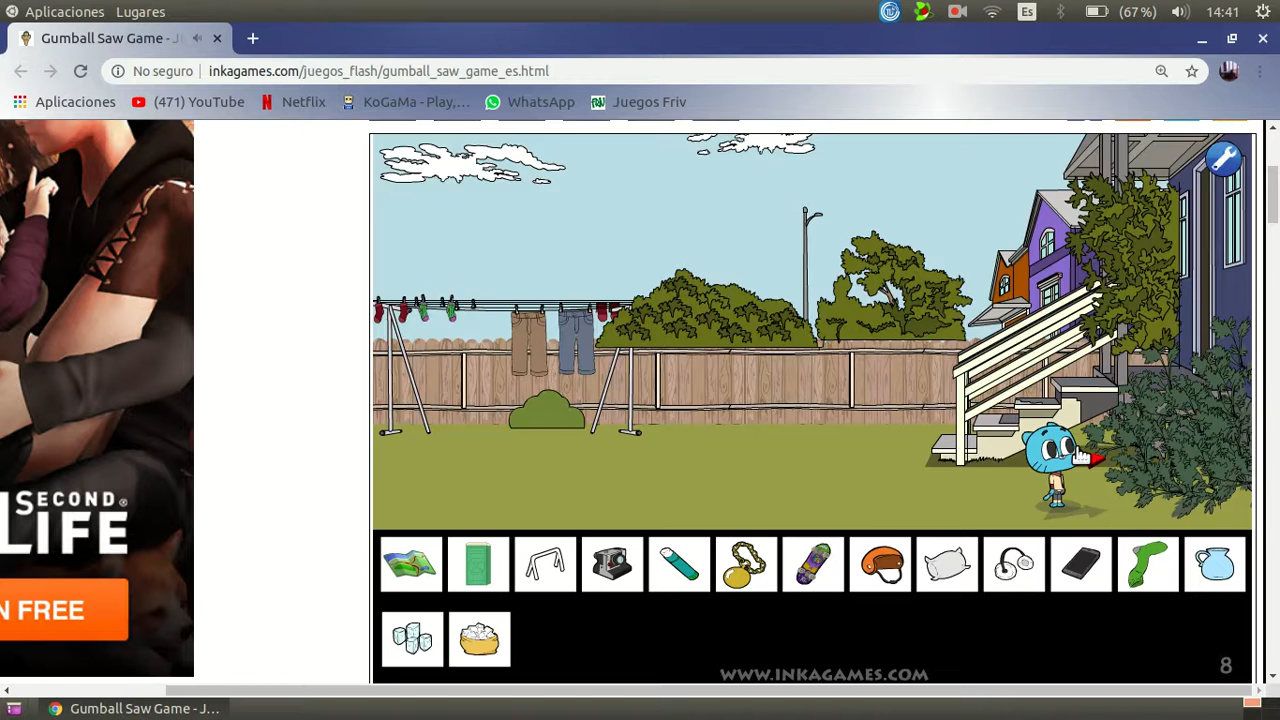 Aplicaciones Lugares Es (67 %) 14:41
Gumball Saw Game - J
No seguro inkagames.com/juegos_flash/gumball_saw_game_es.html
Aplicaciones (471) YouTube Netflix KoGaMa - Play,... WhatsApp Juegos Friv
SECOND
LIFE
N FREE
WWW.INKAGAMES.COM 8
Gumball Saw Game - J...